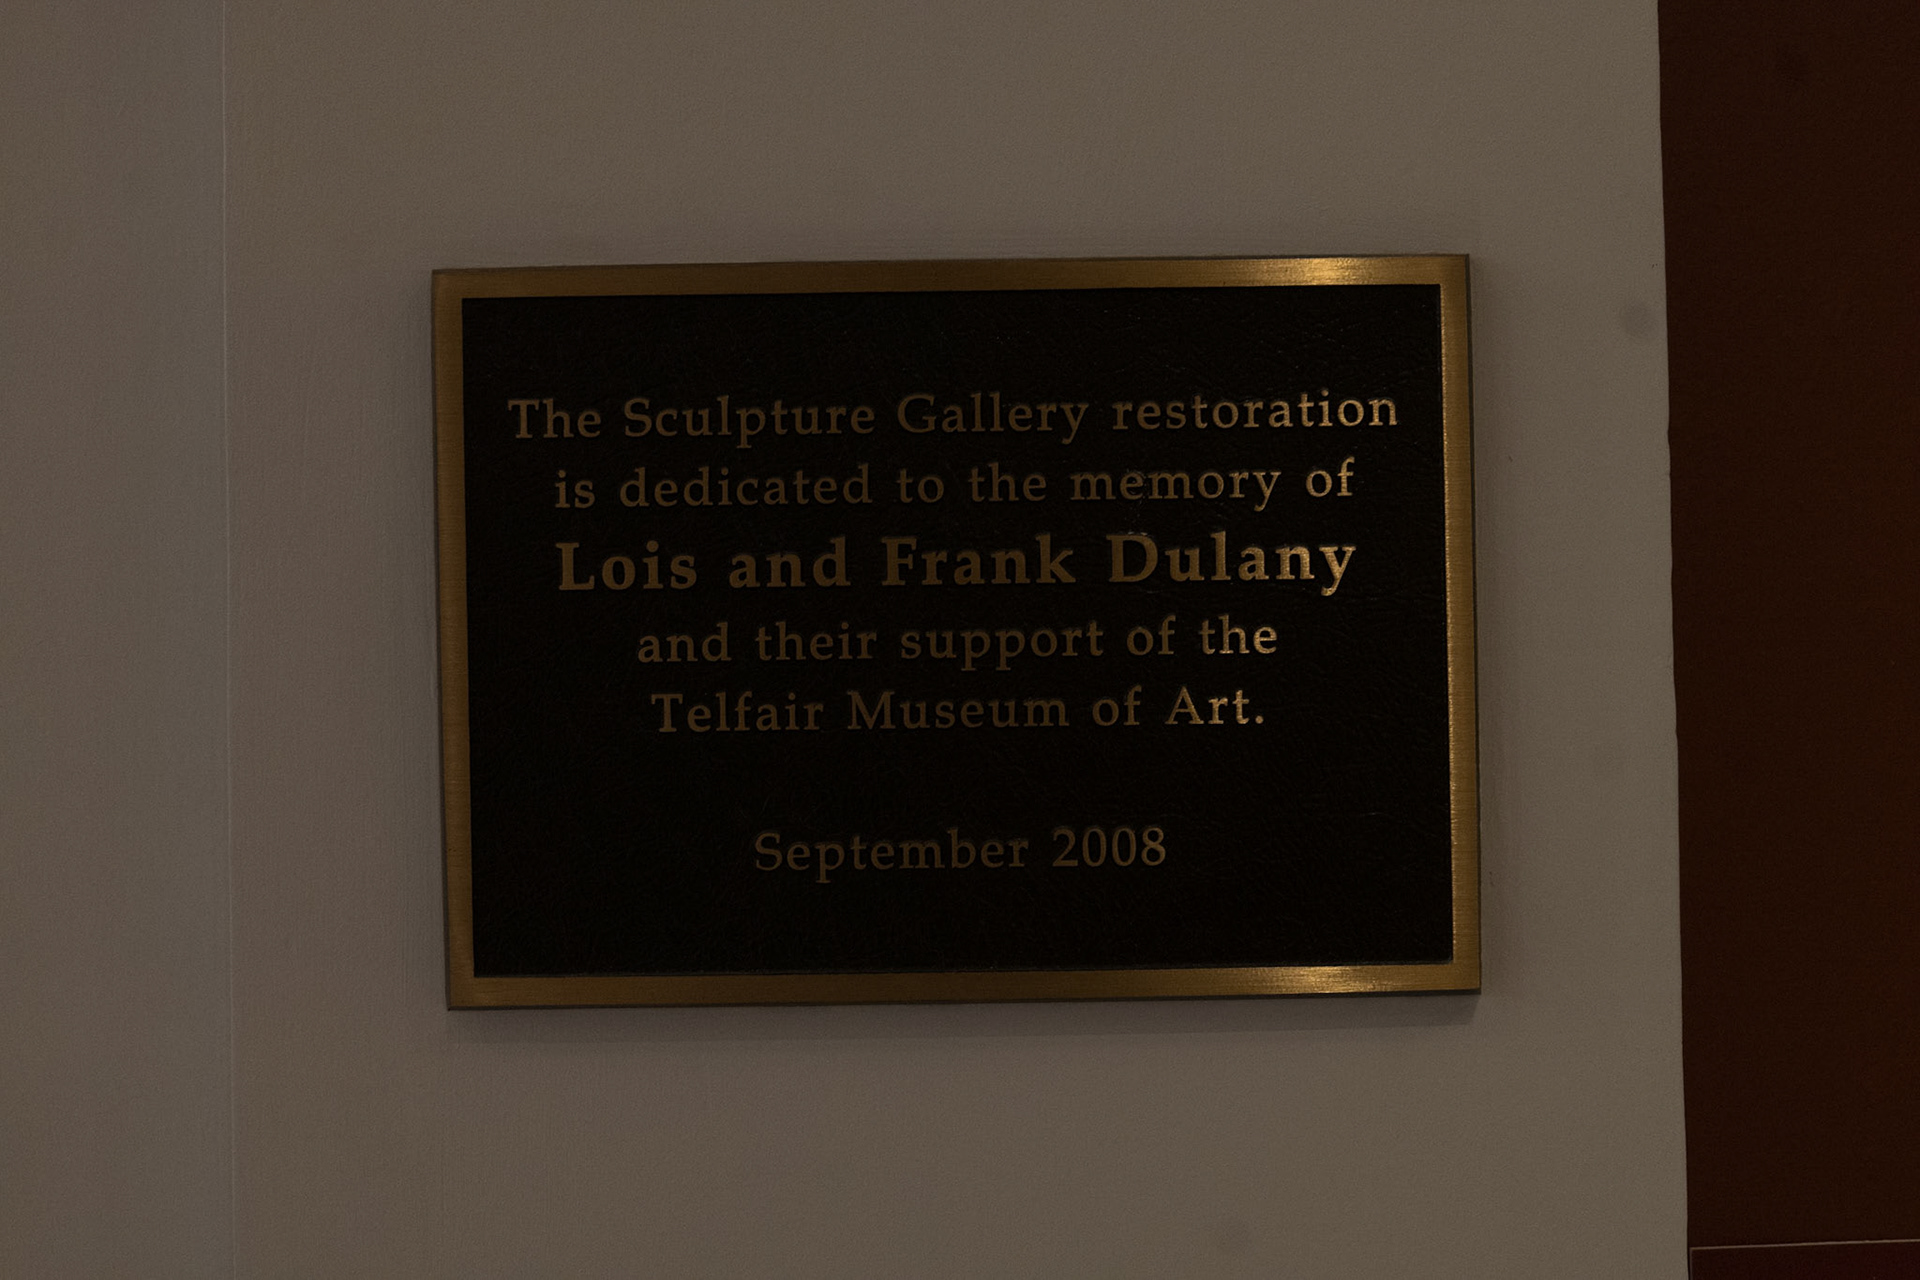 The Sculpture Gallery restoration
is dedicated to the memory of
Lois and Frank Dulany
and their support of the
Telfair Museum of Art.
September 2008